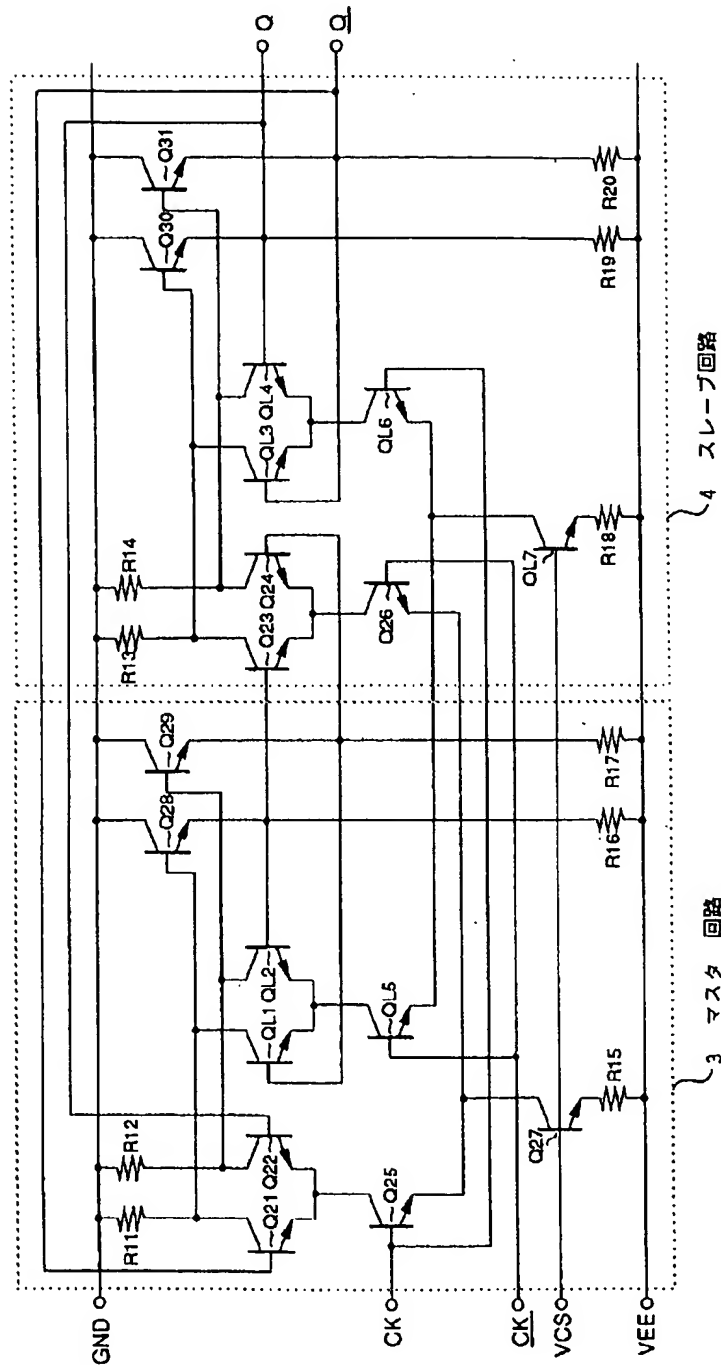 GND
CK
C̅K̅
VCS
VEE
R11
R12
Q21
Q22
Q25
QL1
QL2
QL5
Q27
R15
Q28
Q29
R16
R17
R13
R14
Q23
Q24
Q26
QL3
QL4
QL6
QL7
R18
Q30
Q31
R19
R20
Q
Q̅
3 マスタ 回路
4 スレーブ回路